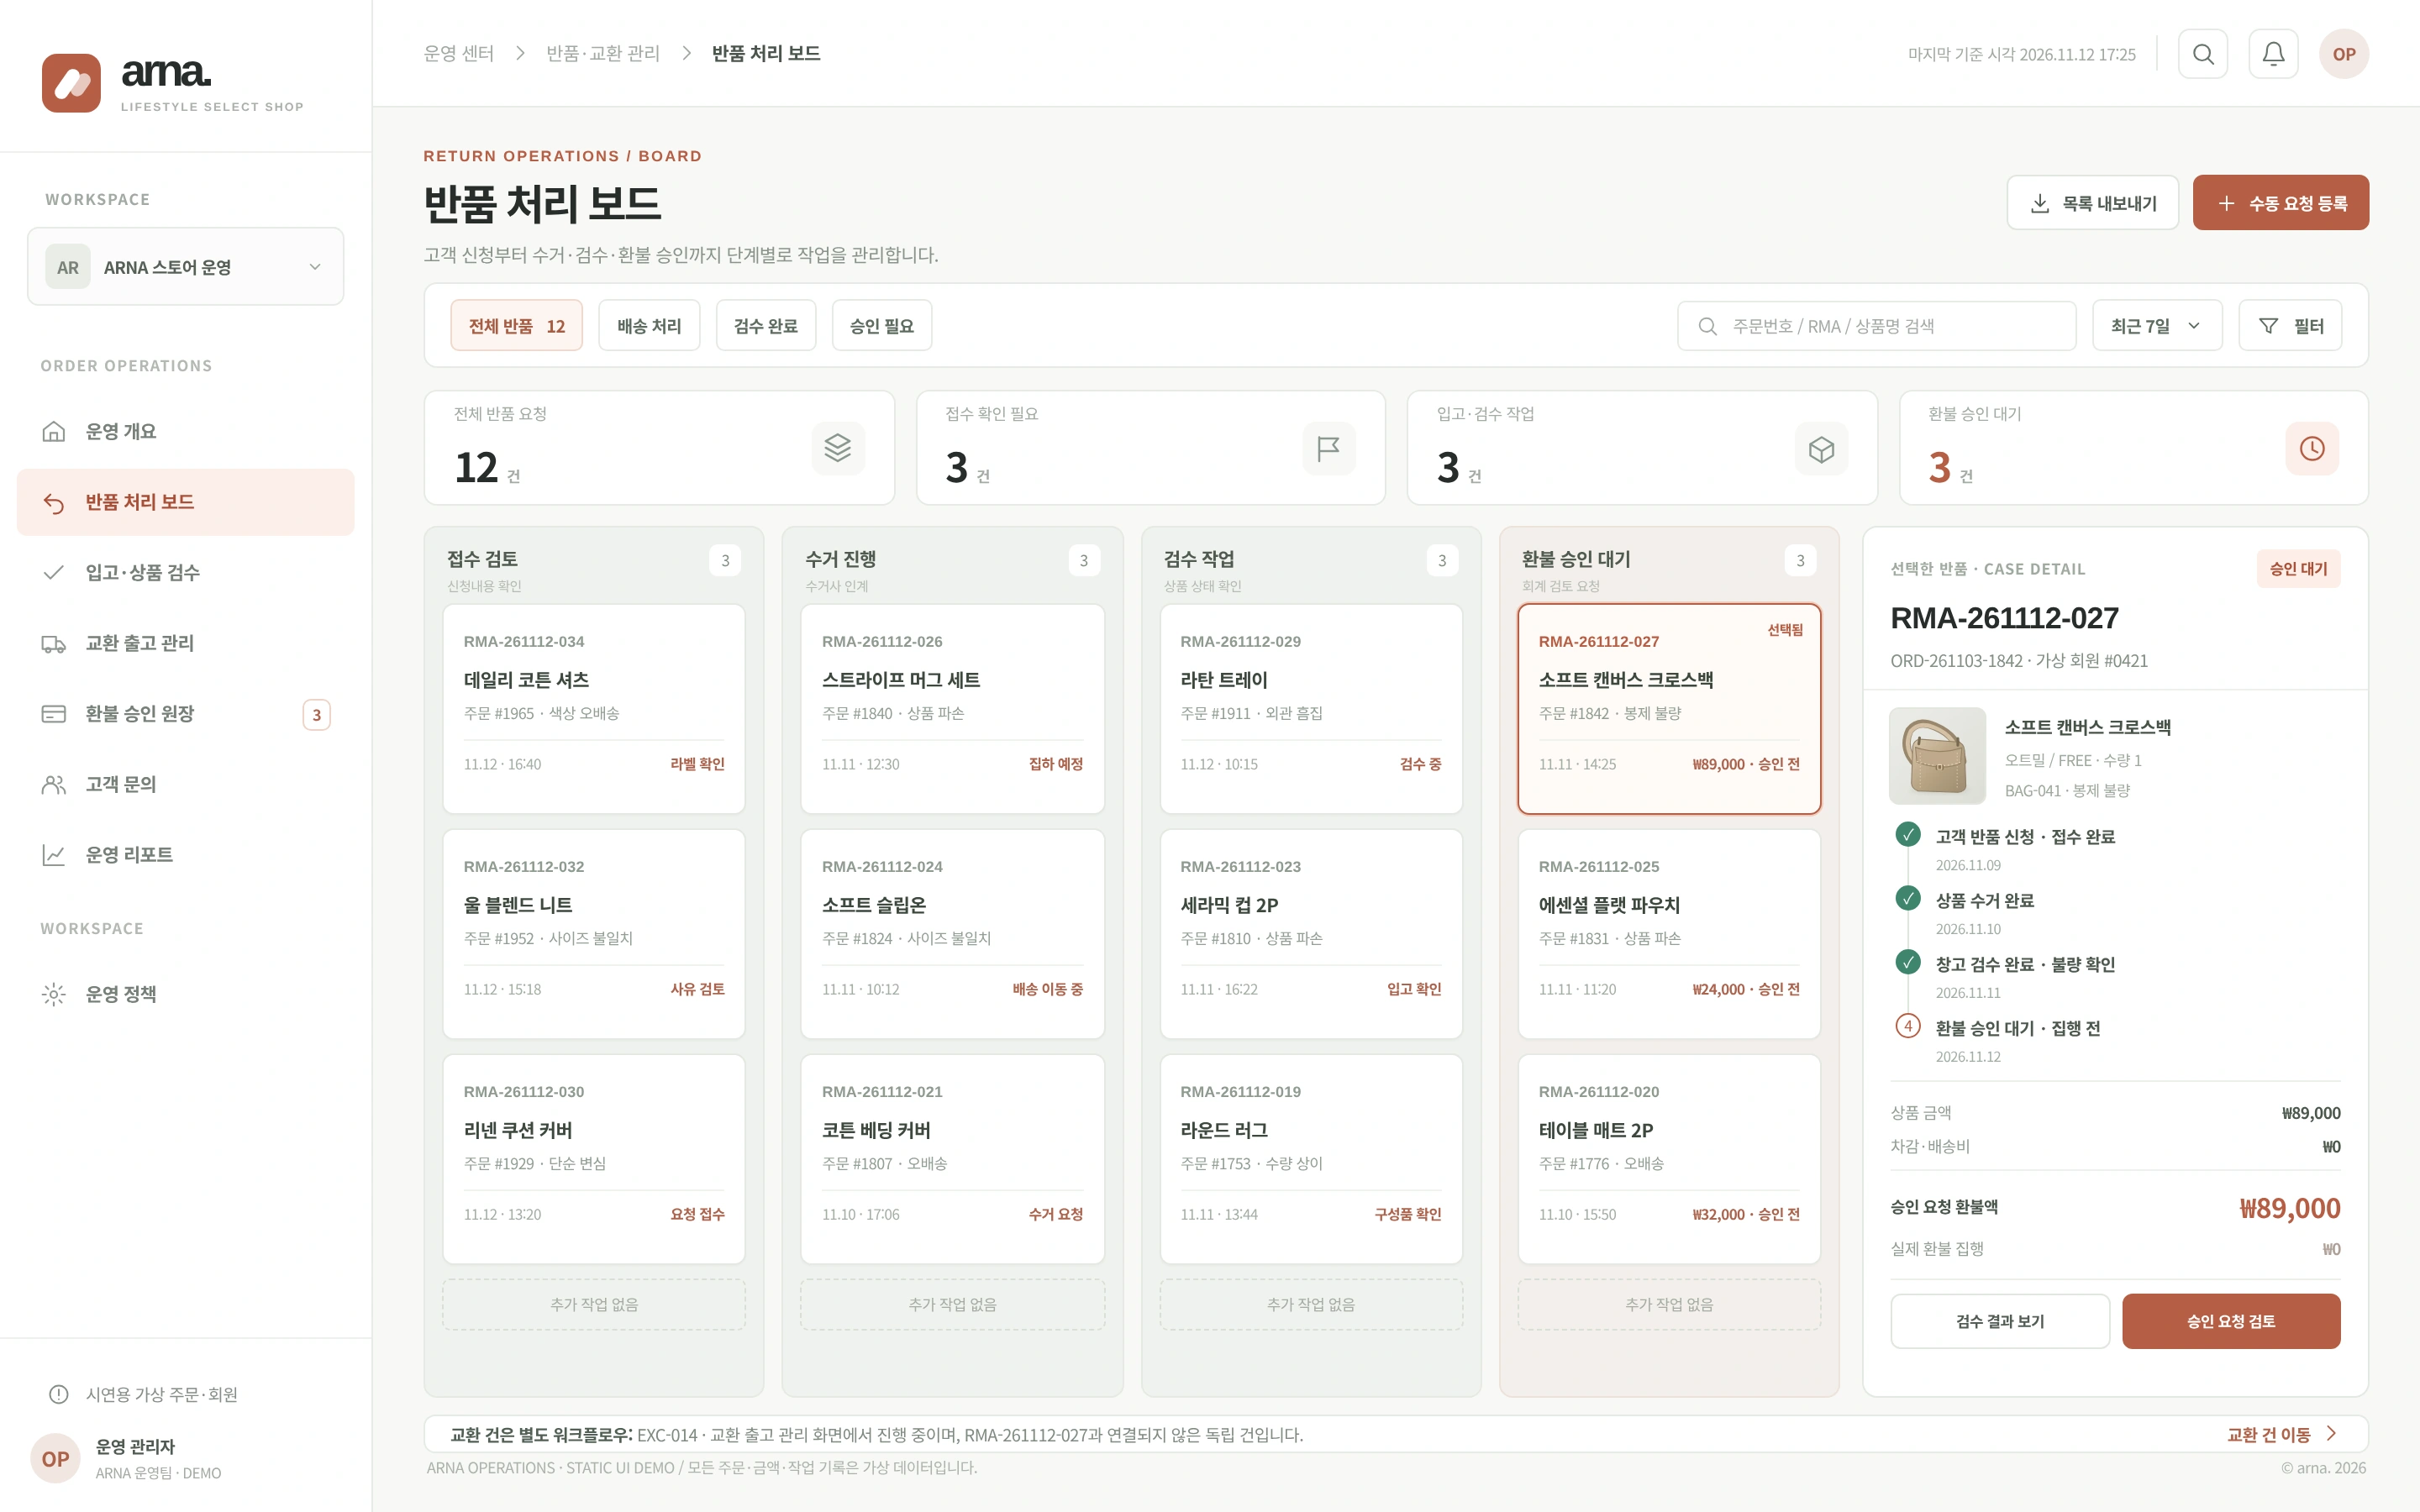 arna.
LIFESTYLE SELECT SHOP
WORKSPACE
AR ARNA 스토어 운영
ORDER OPERATIONS
운영 개요
반품 처리 보드
입고·상품 검수
교환 출고 관리
환불 승인 원장 3
고객 문의
운영 리포트
WORKSPACE
운영 정책
시연용 가상 주문·회원
OP
운영 관리자
ARNA 운영팀 · DEMO
운영 센터 > 반품·교환 관리 > 반품 처리 보드
마지막 기준 시각 2026.11.12 17:25
OP
RETURN OPERATIONS / BOARD
반품 처리 보드
고객 신청부터 수거·검수·환불 승인까지 단계별로 작업을 관리합니다.
목록 내보내기
수동 요청 등록
전체 반품 12
배송 처리
검수 완료
승인 필요
주문번호 / RMA / 상품명 검색
최근 7일
필터
전체 반품 요청
12 건
접수 확인 필요
3 건
입고·검수 작업
3 건
환불 승인 대기
3 건
접수 검토 3
신청내용 확인
RMA-261112-034
데일리 코튼 셔츠
주문 #1965 · 색상 오배송
11.12 · 16:40 라벨 확인
RMA-261112-032
울 블렌드 니트
주문 #1952 · 사이즈 불일치
11.12 · 15:18 사유 검토
RMA-261112-030
리넨 쿠션 커버
주문 #1929 · 단순 변심
11.12 · 13:20 요청 접수
추가 작업 없음
수거 진행 3
수거사 인계
RMA-261112-026
스트라이프 머그 세트
주문 #1840 · 상품 파손
11.11 · 12:30 집하 예정
RMA-261112-024
소프트 슬립온
주문 #1824 · 사이즈 불일치
11.11 · 10:12 배송 이동 중
RMA-261112-021
코튼 베딩 커버
주문 #1807 · 오배송
11.10 · 17:06 수거 요청
추가 작업 없음
검수 작업 3
상품 상태 확인
RMA-261112-029
라탄 트레이
주문 #1911 · 외관 흠집
11.12 · 10:15 검수 중
RMA-261112-023
세라믹 컵 2P
주문 #1810 · 상품 파손
11.11 · 16:22 입고 확인
RMA-261112-019
라운드 러그
주문 #1753 · 수량 상이
11.11 · 13:44 구성품 확인
추가 작업 없음
환불 승인 대기 3
회계 검토 요청
선택됨
RMA-261112-027
소프트 캔버스 크로스백
주문 #1842 · 봉제 불량
11.11 · 14:25 ₩89,000 · 승인 전
RMA-261112-025
에센셜 플랫 파우치
주문 #1831 · 상품 파손
11.11 · 11:20 ₩24,000 · 승인 전
RMA-261112-020
테이블 매트 2P
주문 #1776 · 오배송
11.10 · 15:50 ₩32,000 · 승인 전
추가 작업 없음
선택한 반품 · CASE DETAIL 승인 대기
RMA-261112-027
ORD-261103-1842 · 가상 회원 #0421
소프트 캔버스 크로스백
오트밀 / FREE · 수량 1
BAG-041 · 봉제 불량
고객 반품 신청 · 접수 완료
2026.11.09
상품 수거 완료
2026.11.10
창고 검수 완료 · 불량 확인
2026.11.11
4 환불 승인 대기 · 집행 전
2026.11.12
상품 금액 ₩89,000
차감·배송비 ₩0
승인 요청 환불액 ₩89,000
실제 환불 집행 ₩0
검수 결과 보기
승인 요청 검토
교환 건은 별도 워크플로우: EXC-014 · 교환 출고 관리 화면에서 진행 중이며, RMA-261112-027과 연결되지 않은 독립 건입니다.
교환 건 이동
ARNA OPERATIONS · STATIC UI DEMO / 모든 주문·금액·작업 기록은 가상 데이터입니다.
© arna. 2026